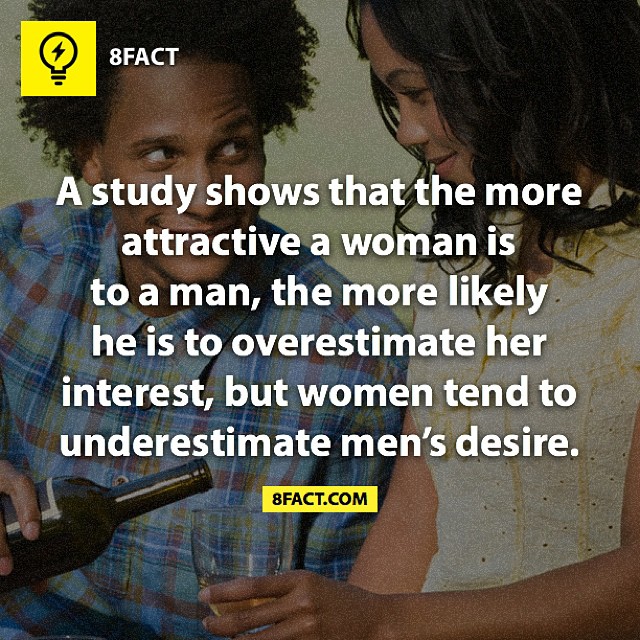 8FACT
A study shows that the more
attractive a woman is
to a man, the more likely
he is to overestimate her
interest, but women tend to
underestimate men’s desire.
8FACT.COM